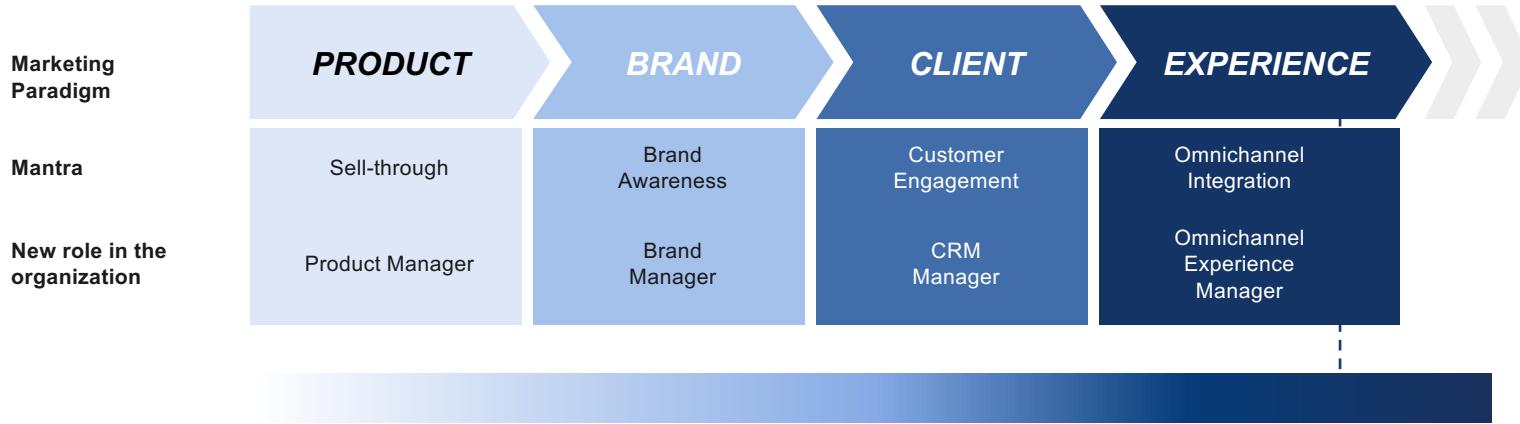 Marketing
Paradigm
PRODUCT
BRAND
CLIENT
EXPERIENCE
Mantra
Sell-through
Brand
Awareness
Customer
Engagement
Omnichannel
Integration
New role in the
organization
Product Manager
Brand
Manager
CRM
Manager
Omnichannel
Experience
Manager